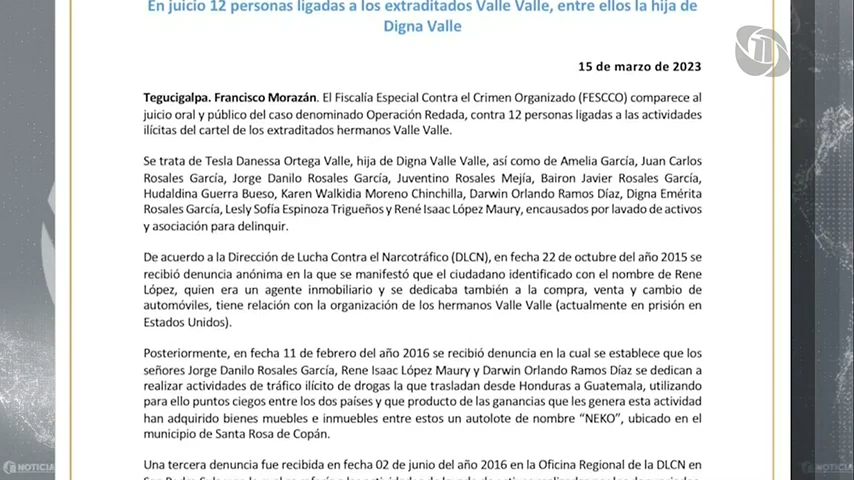 En juicio 12 personas ligadas a los extraditados Valle Valle, entre ellos la hija de
Digna Valle
15 de marzo de 2023
Tegucigalpa. Francisco Morazán. El Fiscalía Especial Contra el Crimen Organizado (FESCCO) comparece al
juicio oral y público del caso denominado Operación Redada, contra 12 personas ligadas a las actividades
ilícitas del cartel de los extraditados hermanos Valle Valle.
Se trata de Tesla Danessa Ortega Valle, hija de Digna Valle Valle, así como de Amelia García, Juan Carlos
Rosales García, Jorge Danilo Rosales García, Juventino Rosales Mejía, Bairon Javier Rosales García,
Hudaldina Guerra Bueso, Karen Walkidia Moreno Chinchilla, Darwin Orlando Ramos Díaz, Digna Emérita
Rosales García, Lesly Sofía Espinoza Trigueños y René Isaac López Maury, encausados por lavado de activos
y asociación para delinquir.
De acuerdo a la Dirección de Lucha Contra el Narcotráfico (DLCN), en fecha 22 de octubre del año 2015 se
recibió denuncia anónima en la que se manifestó que el ciudadano identificado con el nombre de Rene
López, quien era un agente inmobiliario y se dedicaba también a la compra, venta y cambio de
automóviles, tiene relación con la organización de los hermanos Valle Valle (actualmente en prisión en
Estados Unidos).
Posteriormente, en fecha 11 de febrero del año 2016 se recibió denuncia en la cual se establece que los
señores Jorge Danilo Rosales García, Rene Isaac López Maury y Darwin Orlando Ramos Díaz se dedican a
realizar actividades de tráfico ilícito de drogas la que trasladan desde Honduras a Guatemala, utilizando
para ello puntos ciegos entre los dos países y que producto de las ganancias que les genera esta actividad
han adquirido bienes muebles e inmuebles entre estos un autolote de nombre “NEKO”, ubicado en el
municipio de Santa Rosa de Copán.
Una tercera denuncia fue recibida en fecha 02 de junio del año 2016 en la Oficina Regional de la DLCN en
NOTICIA